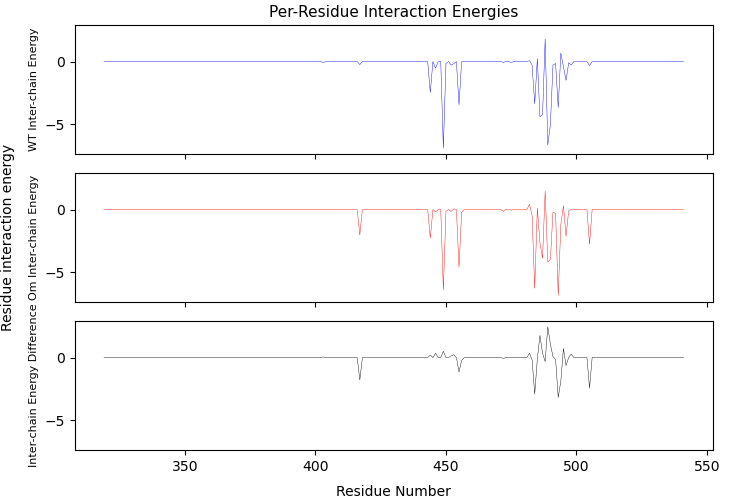 Per-Residue Interaction Energies
Residue interaction energy
WT Inter-chain Energy
0
−5
Om Inter-chain Energy
0
−5
Inter-chain Energy Difference
0
−5
350
400
450
500
550
Residue Number